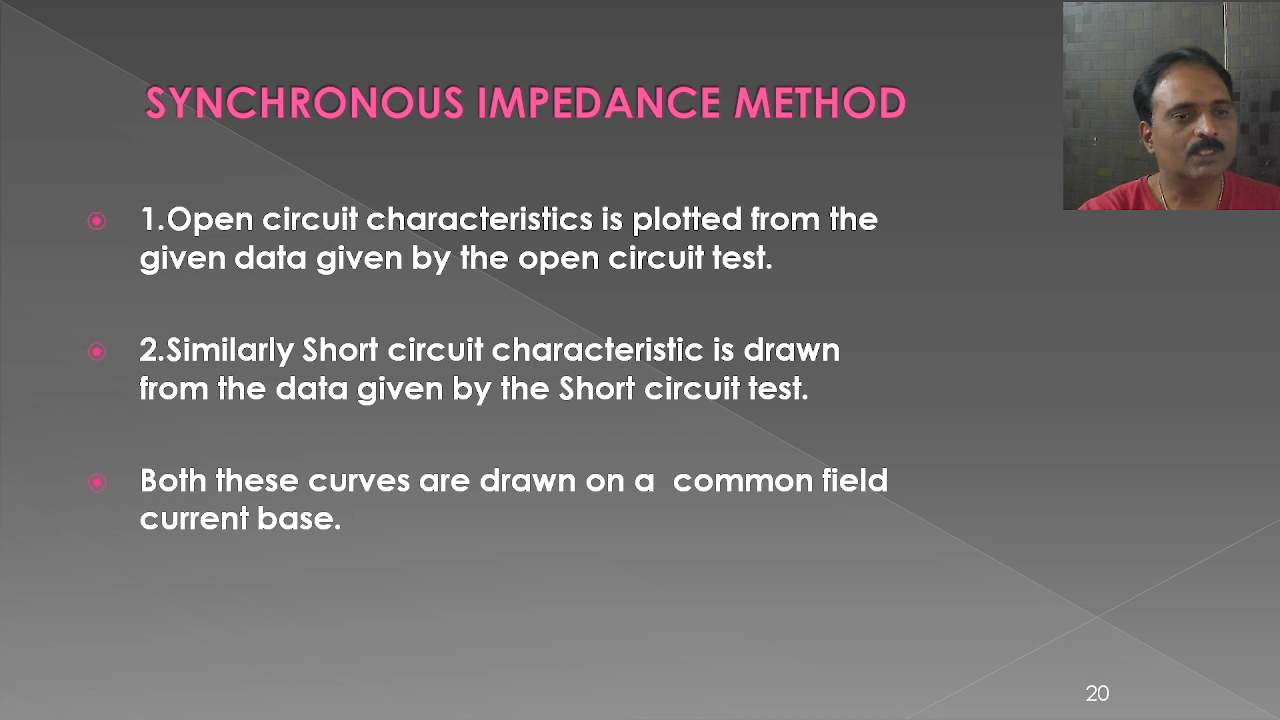 SYNCHRONOUS IMPEDANCE METHOD
1.Open circuit characteristics is plotted from the
given data given by the open circuit test.
2.Similarly Short circuit characteristic is drawn
from the data given by the Short circuit test.
Both these curves are drawn on a  common field
current base.
20